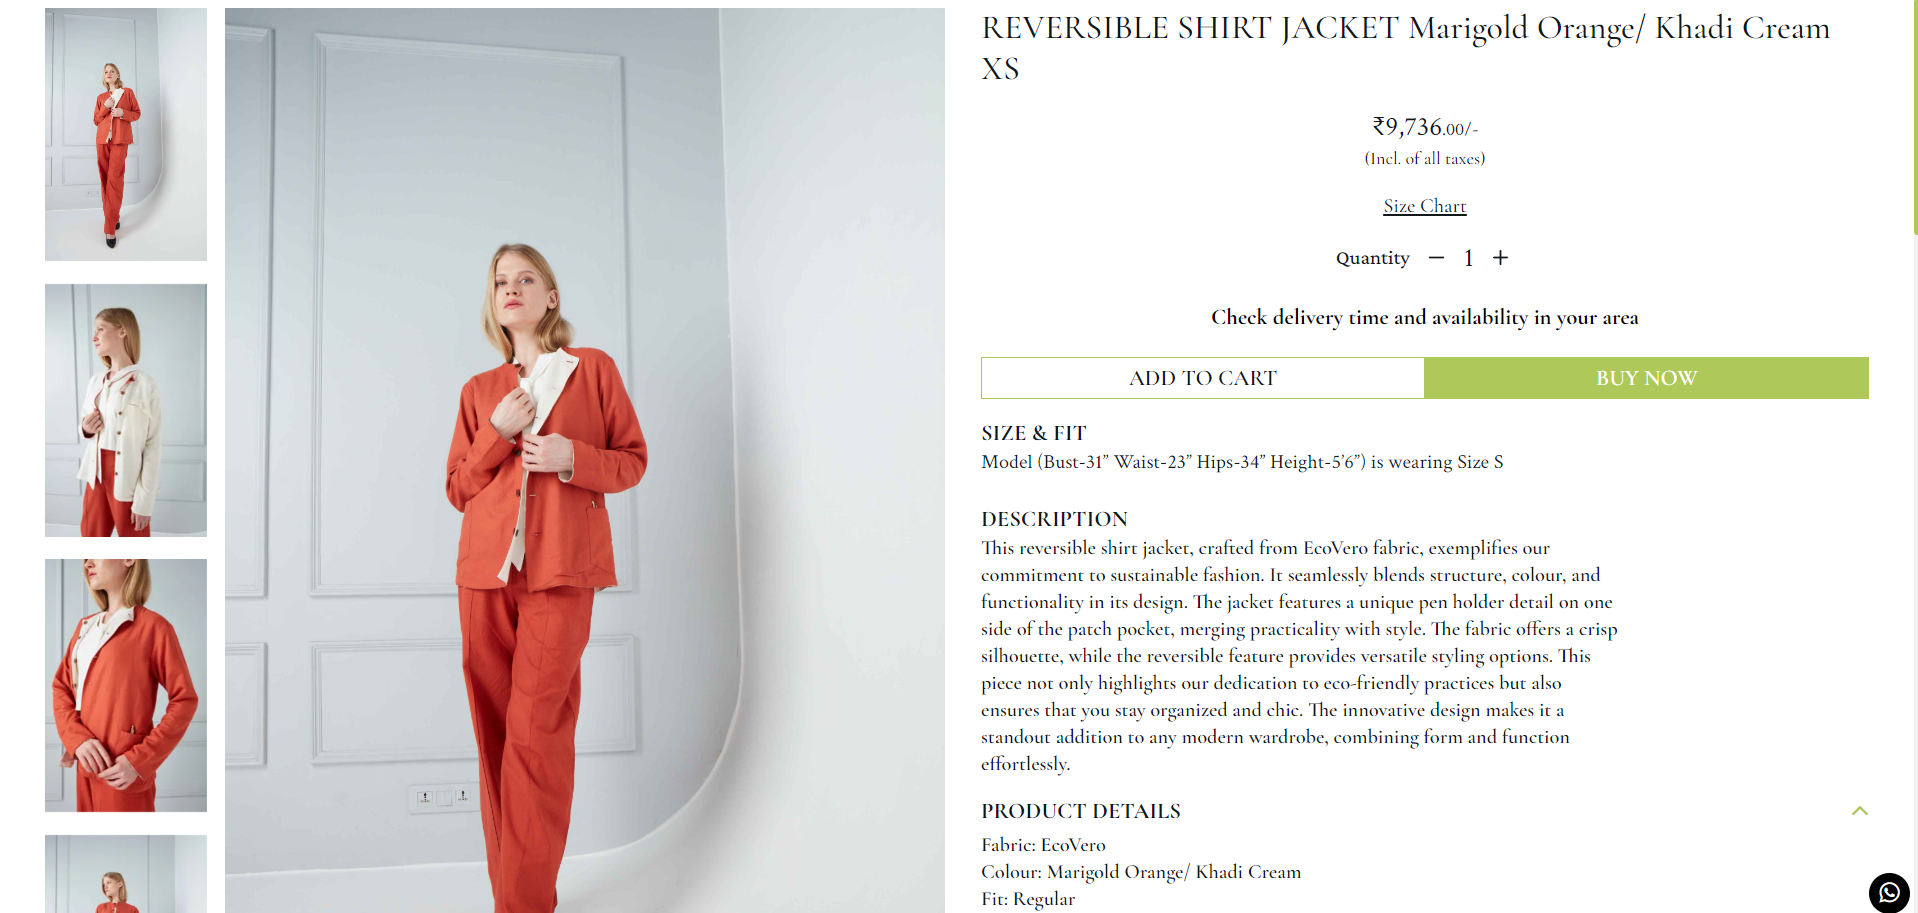 REVERSIBLE SHIRT JACKET Marigold Orange/ Khadi Cream
XS
₹9,736.00/-
(Incl. of all taxes)
Size Chart
Quantity − 1 +
Check delivery time and availability in your area
ADD TO CART
BUY NOW
SIZE & FIT
Model (Bust-31” Waist-23” Hips-34” Height-5’6”) is wearing Size S
DESCRIPTION
This reversible shirt jacket, crafted from EcoVero fabric, exemplifies our
commitment to sustainable fashion. It seamlessly blends structure, colour, and
functionality in its design. The jacket features a unique pen holder detail on one
side of the patch pocket, merging practicality with style. The fabric offers a crisp
silhouette, while the reversible feature provides versatile styling options. This
piece not only highlights our dedication to eco-friendly practices but also
ensures that you stay organized and chic. The innovative design makes it a
standout addition to any modern wardrobe, combining form and function
effortlessly.
PRODUCT DETAILS
Fabric: EcoVero
Colour: Marigold Orange/ Khadi Cream
Fit: Regular